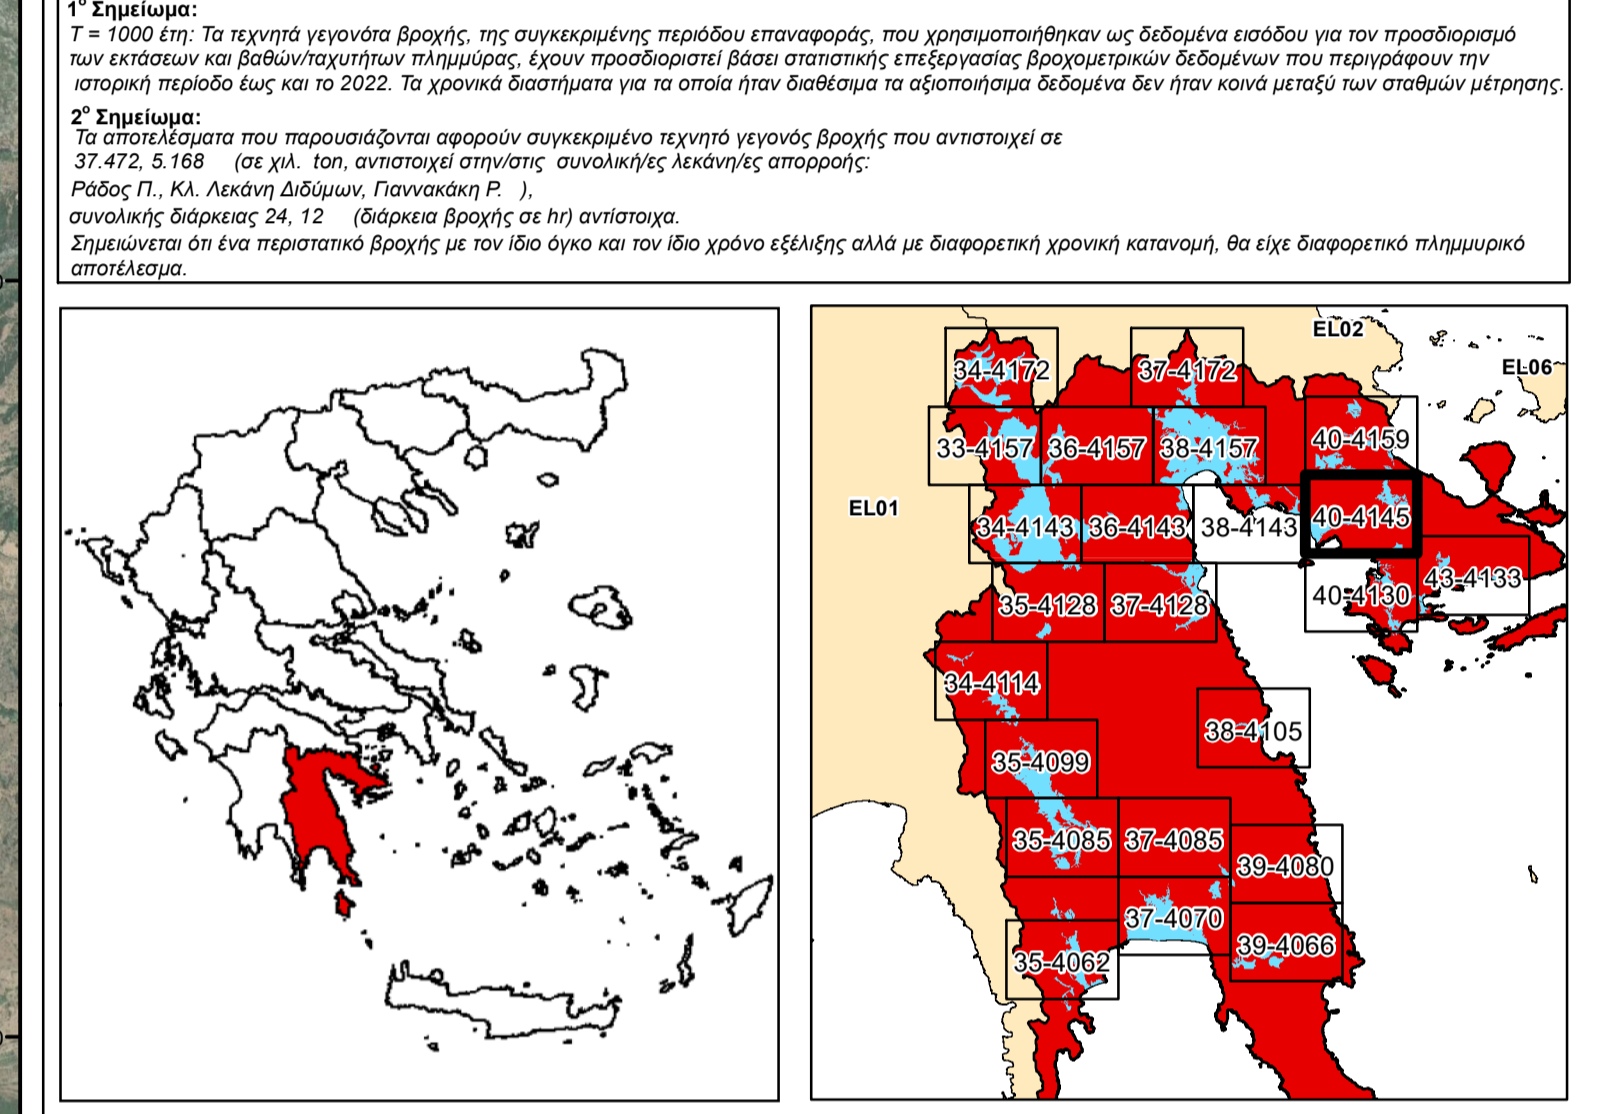 1ο Σημείωμα:
T = 1000 έτη: Τα τεχνητά γεγονότα βροχής, της συγκεκριμένης περιόδου επαναφοράς, που χρησιμοποιήθηκαν ως δεδομένα εισόδου για τον προσδιορισμό
των εκτάσεων και βαθών/ταχυτήτων πλημμύρας, έχουν προσδιοριστεί βάσει στατιστικής επεξεργασίας βροχομετρικών δεδομένων που περιγράφουν την
ιστορική περίοδο έως και το 2022. Τα χρονικά διαστήματα για τα οποία ήταν διαθέσιμα τα αξιοποιήσιμα δεδομένα δεν ήταν κοινά μεταξύ των σταθμών μέτρησης.
2ο Σημείωμα:
Τα αποτελέσματα που παρουσιάζονται αφορούν συγκεκριμένο τεχνητό γεγονός βροχής που αντιστοιχεί σε
37.472, 5.168 (σε χιλ. ton, αντιστοιχεί στην/στις συνολική/ες λεκάνη/ες απορροής:
Ράδος Π., Κλ. Λεκάνη Διδύμων, Γιαννακάκη Ρ. ),
συνολικής διάρκειας 24, 12 (διάρκεια βροχής σε hr) αντίστοιχα.
Σημειώνεται ότι ένα περιστατικό βροχής με τον ίδιο όγκο και τον ίδιο χρόνο εξέλιξης αλλά με διαφορετική χρονική κατανομή, θα είχε διαφορετικό πλημμυρικό
αποτέλεσμα.
EL02
34-4172 37-4172 EL06
33-4157 36-4157 38-4157 40-4159
EL01 34-4143 36-4143 38-4143 40-4145
35-4128 37-4128 40-4130 43-4133
34-4114
38-4105
35-4099
35-4085 37-4085
39-4080
37-4070
39-4066
35-4062